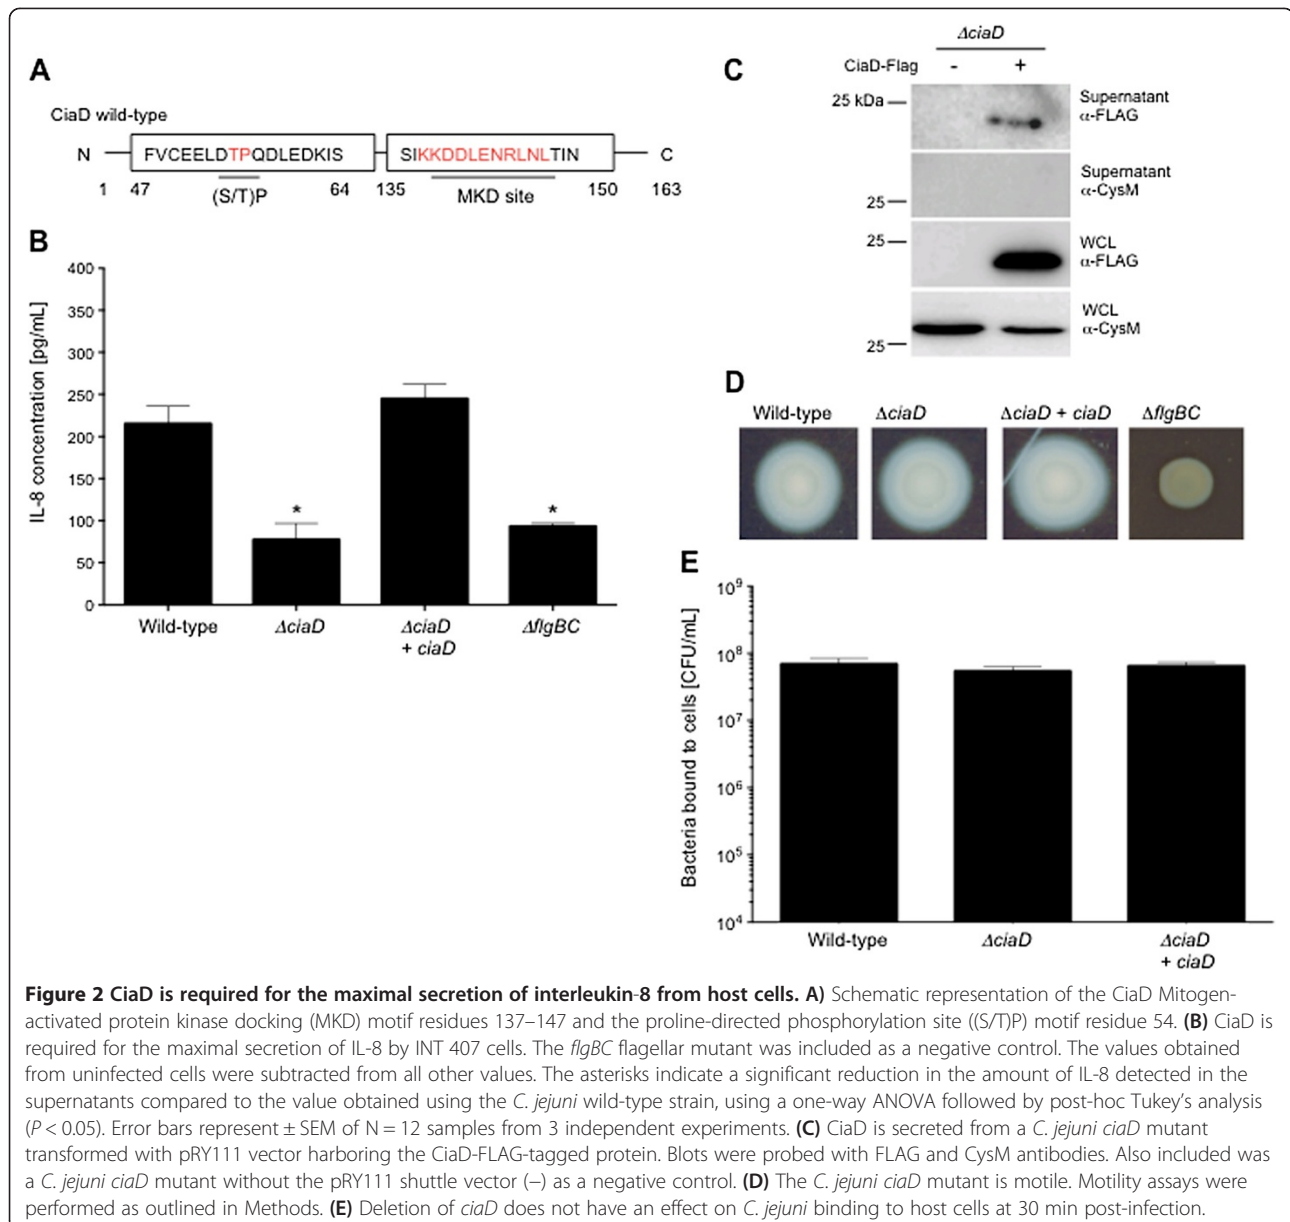 A
CiaD wild-type
N FVCEELDTPQDLEDKIS SIKKDDLENRLNLTIN C
1 47 (S/T)P 64 135 MKD site 150 163
B
IL-8 concentration [pg/mL]
400
350
300
250
200
150
100
50
0
* *
Wild-type ΔciaD ΔciaD ΔflgBC
+ ciaD
C
ΔciaD
CiaD-Flag - +
25 kDa Supernatant
α-FLAG
Supernatant
α-CysM
25
25 WCL
α-FLAG
WCL
α-CysM
25
D
Wild-type ΔciaD ΔciaD + ciaD ΔflgBC
E
Bacteria bound to cells [CFU/mL]
10⁹
10⁸
10⁷
10⁶
10⁵
10⁴
Wild-type ΔciaD ΔciaD
+ ciaD
Figure 2 CiaD is required for the maximal secretion of interleukin-8 from host cells. A) Schematic representation of the CiaD Mitogen-
activated protein kinase docking (MKD) motif residues 137–147 and the proline-directed phosphorylation site ((S/T)P) motif residue 54. (B) CiaD is
required for the maximal secretion of IL-8 by INT 407 cells. The flgBC flagellar mutant was included as a negative control. The values obtained
from uninfected cells were subtracted from all other values. The asterisks indicate a significant reduction in the amount of IL-8 detected in the
supernatants compared to the value obtained using the C. jejuni wild-type strain, using a one-way ANOVA followed by post-hoc Tukey's analysis
(P < 0.05). Error bars represent ± SEM of N = 12 samples from 3 independent experiments. (C) CiaD is secreted from a C. jejuni ciaD mutant
transformed with pRY111 vector harboring the CiaD-FLAG-tagged protein. Blots were probed with FLAG and CysM antibodies. Also included was
a C. jejuni ciaD mutant without the pRY111 shuttle vector (−) as a negative control. (D) The C. jejuni ciaD mutant is motile. Motility assays were
performed as outlined in Methods. (E) Deletion of ciaD does not have an effect on C. jejuni binding to host cells at 30 min post-infection.